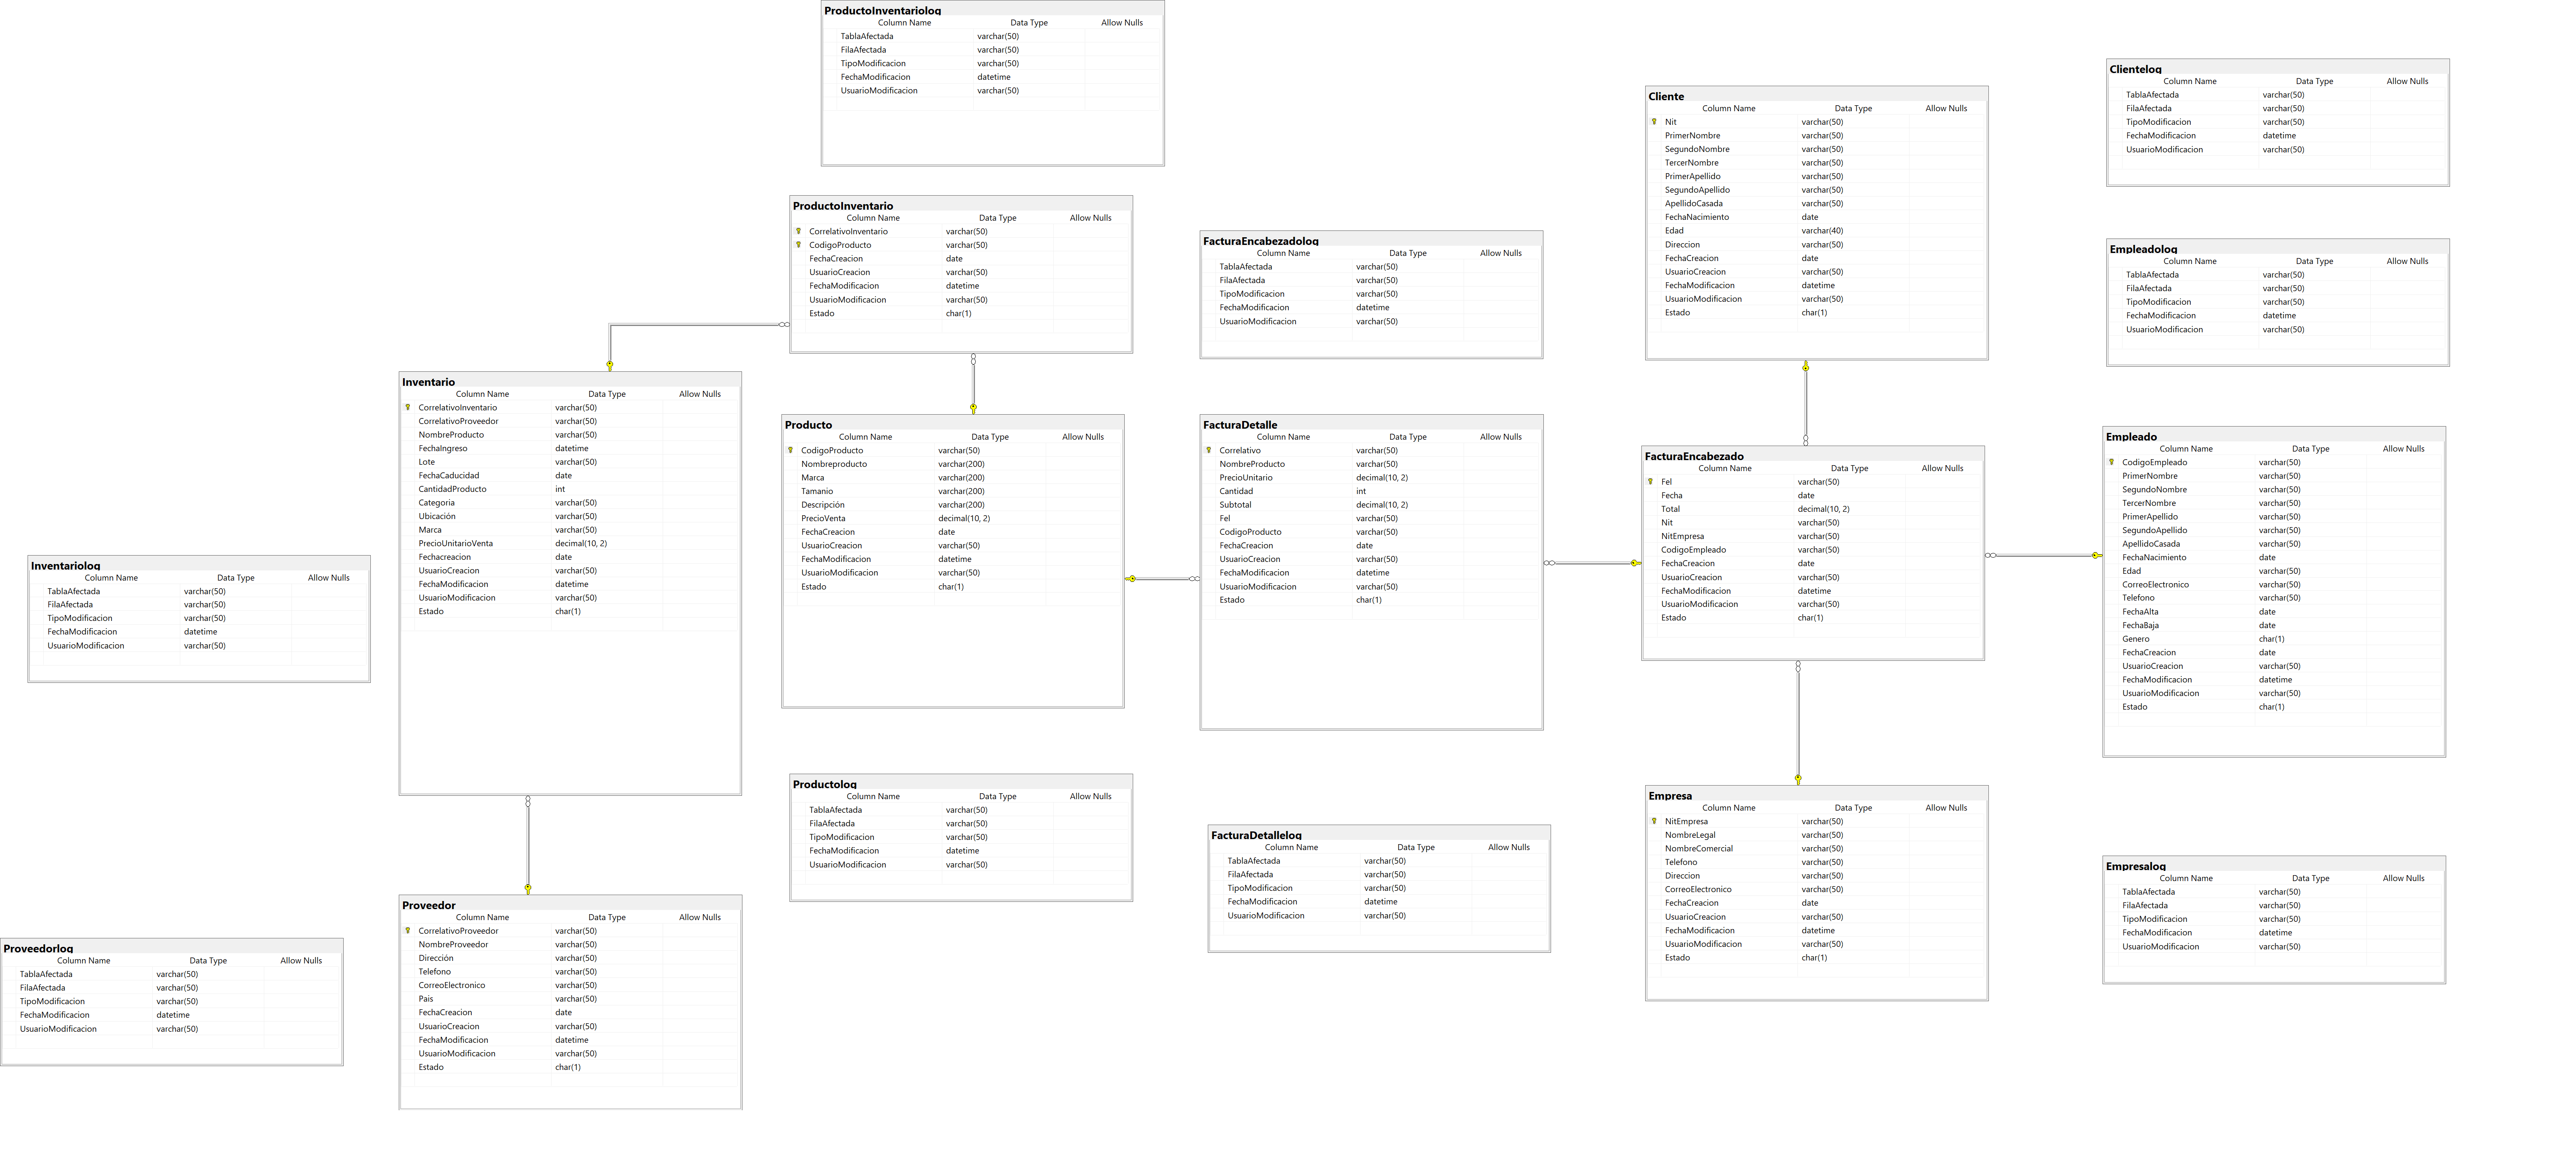 ProductoInventariolog
Column Name Data Type Allow Nulls
TablaAfectada varchar(50)
FilaAfectada varchar(50)
TipoModificacion varchar(50)
FechaModificacion datetime
UsuarioModificacion varchar(50)
Clientelog
Column Name Data Type Allow Nulls
TablaAfectada varchar(50)
FilaAfectada varchar(50)
TipoModificacion varchar(50)
FechaModificacion datetime
UsuarioModificacion varchar(50)
Cliente
Column Name Data Type Allow Nulls
Nit varchar(50)
PrimerNombre varchar(50)
SegundoNombre varchar(50)
TercerNombre varchar(50)
PrimerApellido varchar(50)
SegundoApellido varchar(50)
ApellidoCasada varchar(50)
FechaNacimiento date
Edad varchar(40)
Direccion varchar(50)
FechaCreacion date
UsuarioCreacion varchar(50)
FechaModificacion datetime
UsuarioModificacion varchar(50)
Estado char(1)
ProductoInventario
Column Name Data Type Allow Nulls
CorrelativoInventario varchar(50)
CodigoProducto varchar(50)
FechaCreacion date
UsuarioCreacion varchar(50)
FechaModificacion datetime
UsuarioModificacion varchar(50)
Estado char(1)
FacturaEncabezadolog
Column Name Data Type Allow Nulls
TablaAfectada varchar(50)
FilaAfectada varchar(50)
TipoModificacion varchar(50)
FechaModificacion datetime
UsuarioModificacion varchar(50)
Empleadolog
Column Name Data Type Allow Nulls
TablaAfectada varchar(50)
FilaAfectada varchar(50)
TipoModificacion varchar(50)
FechaModificacion datetime
UsuarioModificacion varchar(50)
Inventario
Column Name Data Type Allow Nulls
CorrelativoInventario varchar(50)
CorrelativoProveedor varchar(50)
NombreProducto varchar(50)
FechaIngreso datetime
Lote varchar(50)
FechaCaducidad date
CantidadProducto int
Categoria varchar(50)
Ubicación varchar(50)
Marca varchar(50)
PrecioUnitarioVenta decimal(10, 2)
Fechacreacion date
UsuarioCreacion varchar(50)
FechaModificacion datetime
UsuarioModificacion varchar(50)
Estado char(1)
Producto
Column Name Data Type Allow Nulls
CodigoProducto varchar(50)
Nombreproducto varchar(200)
Marca varchar(200)
Tamanio varchar(200)
Descripción varchar(200)
PrecioVenta decimal(10, 2)
FechaCreacion date
UsuarioCreacion varchar(50)
FechaModificacion datetime
UsuarioModificacion varchar(50)
Estado char(1)
FacturaDetalle
Column Name Data Type Allow Nulls
Correlativo varchar(50)
NombreProducto varchar(50)
PrecioUnitario decimal(10, 2)
Cantidad int
Subtotal decimal(10, 2)
Fel varchar(50)
CodigoProducto varchar(50)
FechaCreacion date
UsuarioCreacion varchar(50)
FechaModificacion datetime
UsuarioModificacion varchar(50)
Estado char(1)
FacturaEncabezado
Column Name Data Type Allow Nulls
Fel varchar(50)
Fecha date
Total decimal(10, 2)
Nit varchar(50)
NitEmpresa varchar(50)
CodigoEmpleado varchar(50)
FechaCreacion date
UsuarioCreacion varchar(50)
FechaModificacion datetime
UsuarioModificacion varchar(50)
Estado char(1)
Empleado
Column Name Data Type Allow Nulls
CodigoEmpleado varchar(50)
PrimerNombre varchar(50)
SegundoNombre varchar(50)
TercerNombre varchar(50)
PrimerApellido varchar(50)
SegundoApellido varchar(50)
ApellidoCasada varchar(50)
FechaNacimiento date
Edad varchar(50)
CorreoElectronico varchar(50)
Telefono varchar(50)
FechaAlta date
FechaBaja date
Genero char(1)
FechaCreacion date
UsuarioCreacion varchar(50)
FechaModificacion datetime
UsuarioModificacion varchar(50)
Estado char(1)
Inventariolog
Column Name Data Type Allow Nulls
TablaAfectada varchar(50)
FilaAfectada varchar(50)
TipoModificacion varchar(50)
FechaModificacion datetime
UsuarioModificacion varchar(50)
Productolog
Column Name Data Type Allow Nulls
TablaAfectada varchar(50)
FilaAfectada varchar(50)
TipoModificacion varchar(50)
FechaModificacion datetime
UsuarioModificacion varchar(50)
FacturaDetallelog
Column Name Data Type Allow Nulls
TablaAfectada varchar(50)
FilaAfectada varchar(50)
TipoModificacion varchar(50)
FechaModificacion datetime
UsuarioModificacion varchar(50)
Empresa
Column Name Data Type Allow Nulls
NitEmpresa varchar(50)
NombreLegal varchar(50)
NombreComercial varchar(50)
Telefono varchar(50)
Direccion varchar(50)
CorreoElectronico varchar(50)
FechaCreacion date
UsuarioCreacion varchar(50)
FechaModificacion datetime
UsuarioModificacion varchar(50)
Estado char(1)
Empresalog
Column Name Data Type Allow Nulls
TablaAfectada varchar(50)
FilaAfectada varchar(50)
TipoModificacion varchar(50)
FechaModificacion datetime
UsuarioModificacion varchar(50)
Proveedor
Column Name Data Type Allow Nulls
CorrelativoProveedor varchar(50)
NombreProveedor varchar(50)
Dirección varchar(50)
Telefono varchar(50)
CorreoElectronico varchar(50)
Pais varchar(50)
FechaCreacion date
UsuarioCreacion varchar(50)
FechaModificacion datetime
UsuarioModificacion varchar(50)
Estado char(1)
Proveedorlog
Column Name Data Type Allow Nulls
TablaAfectada varchar(50)
FilaAfectada varchar(50)
TipoModificacion varchar(50)
FechaModificacion datetime
UsuarioModificacion varchar(50)